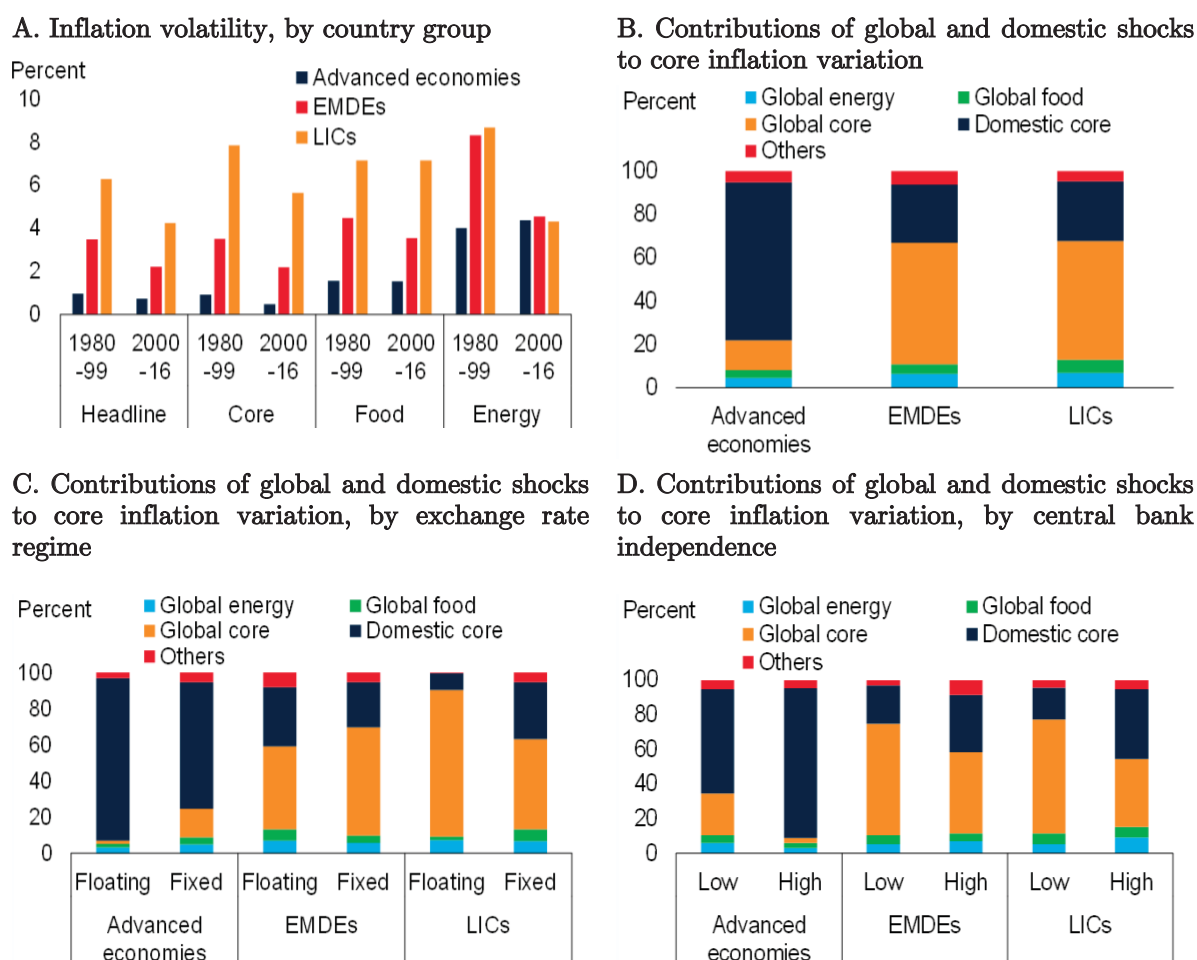 A. Inflation volatility, by country group
Percent
Advanced economies
EMDEs
LICs
10
8
6
4
2
0
1980 2000 1980 2000 1980 2000 1980 2000
-99 -16 -99 -16 -99 -16 -99 -16
Headline Core Food Energy
B. Contributions of global and domestic shocks
to core inflation variation
Percent
Global energy Global food
Global core Domestic core
Others
100
80
60
40
20
0
Advanced EMDEs LICs
economies
C. Contributions of global and domestic shocks
to core inflation variation, by exchange rate
regime
Percent
Global energy Global food
Global core Domestic core
Others
100
80
60
40
20
0
Floating Fixed Floating Fixed Floating Fixed
Advanced EMDEs LICs
economies
D. Contributions of global and domestic shocks
to core inflation variation, by central bank
independence
Percent
Global energy Global food
Global core Domestic core
Others
100
80
60
40
20
0
Low High Low High Low High
Advanced EMDEs LICs
economies